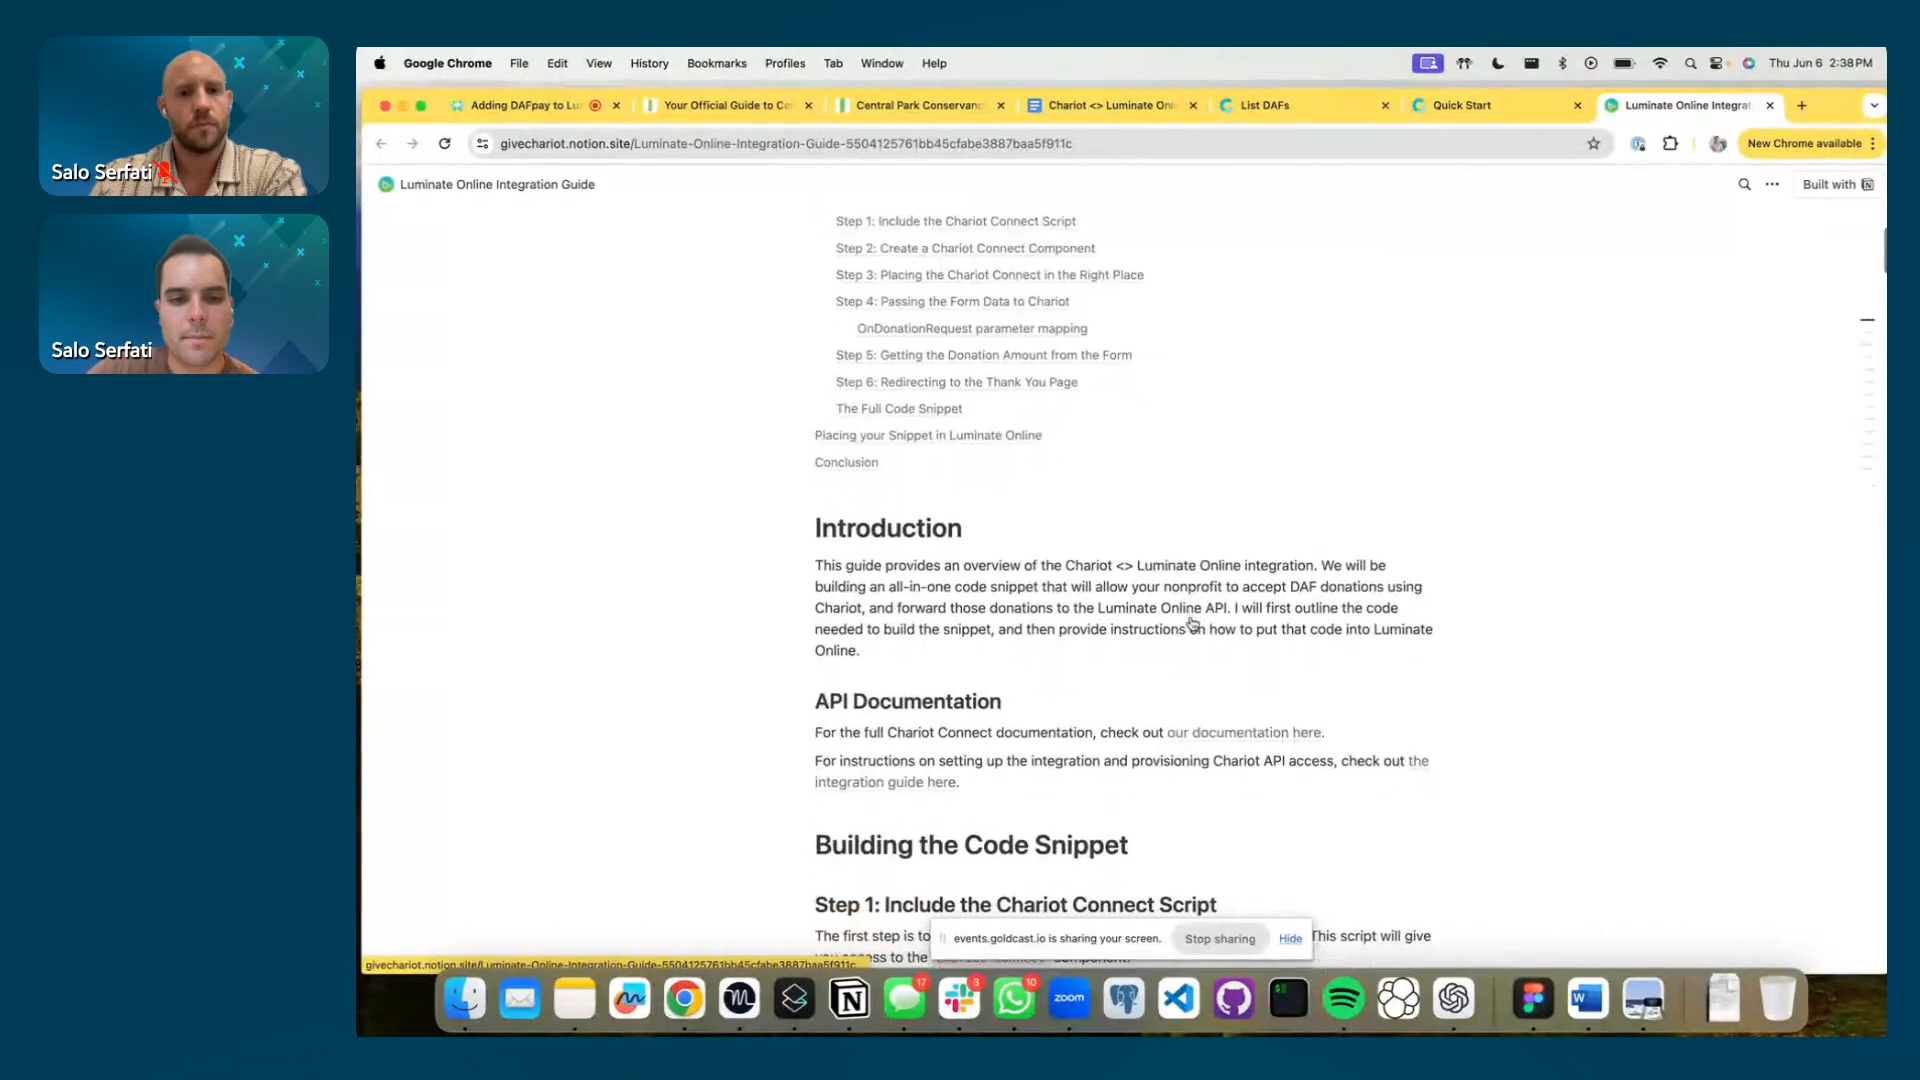 Salo Serfati
Salo Serfati
Google Chrome File Edit View History Bookmarks Profiles Tab Window Help
Thu Jun 6 2:38 PM
Adding DAFpay to Lu
Your Official Guide to Ce
Central Park Conservanc
Chariot <> Luminate Onl
List DAFs
Quick Start
Luminate Online Integrat
givechariot.notion.site/Luminate-Online-Integration-Guide-5504125761bb45cfabe3887baa5f911c
New Chrome available
Luminate Online Integration Guide
Built with
Step 1: Include the Chariot Connect Script
Step 2: Create a Chariot Connect Component
Step 3: Placing the Chariot Connect in the Right Place
Step 4: Passing the Form Data to Chariot
OnDonationRequest parameter mapping
Step 5: Getting the Donation Amount from the Form
Step 6: Redirecting to the Thank You Page
The Full Code Snippet
Placing your Snippet in Luminate Online
Conclusion
Introduction
This guide provides an overview of the Chariot <> Luminate Online integration. We will be
building an all-in-one code snippet that will allow your nonprofit to accept DAF donations using
Chariot, and forward those donations to the Luminate Online API. I will first outline the code
needed to build the snippet, and then provide instructions on how to put that code into Luminate
Online.
API Documentation
For the full Chariot Connect documentation, check out our documentation here.
For instructions on setting up the integration and provisioning Chariot API access, check out the
integration guide here.
Building the Code Snippet
Step 1: Include the Chariot Connect Script
The first step is to
This script will give
events.goldcast.io is sharing your screen.
Stop sharing
Hide
givechariot.notion.site/Luminate-Online-Integration-Guide-5504125761bb45cfabe3887baa5f911c
17
3
10
zoom